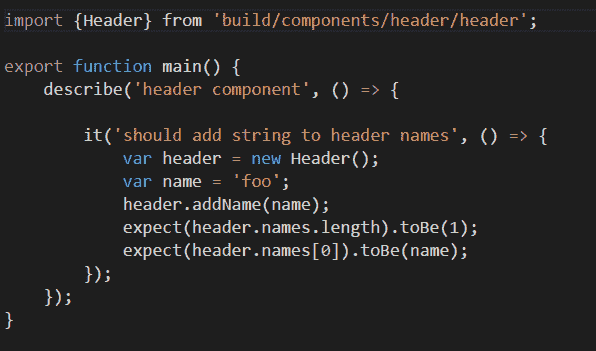 import {Header} from 'build/components/header/header';
export function main() {
    describe('header component', () => {
        it('should add string to header names', () => {
            var header = new Header();
            var name = 'foo';
            header.addName(name);
            expect(header.names.length).toBe(1);
            expect(header.names[0]).toBe(name);
        });
    });
}